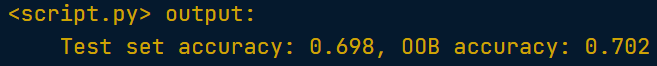 <script.py> output:
Test set accuracy: 0.698, OOB accuracy: 0.702